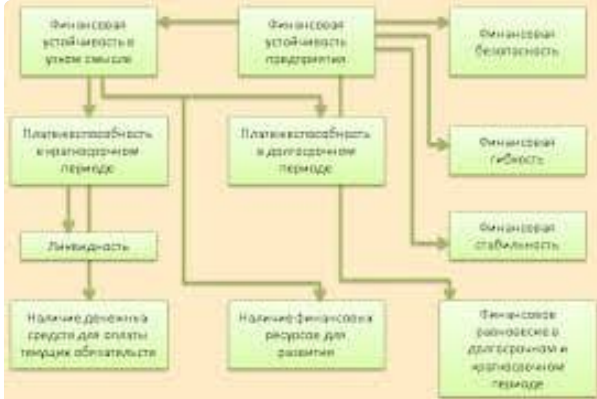 Финансовая
устойчивость в
узком смысле
Финансовая
устойчивость
предприятия
Финансовая
безопасность
Платежеспособность
в краткосрочном
периоде
Платежеспособность
в долгосрочном
периоде
Финансовая
гибкость
Ликвидность
Финансовая
стабильность
Наличие денежных
средств для оплаты
текущих обязательств
Наличие финансовых
ресурсов для
развития
Финансовое
равновесие в
долгосрочном и
краткосрочном
периоде